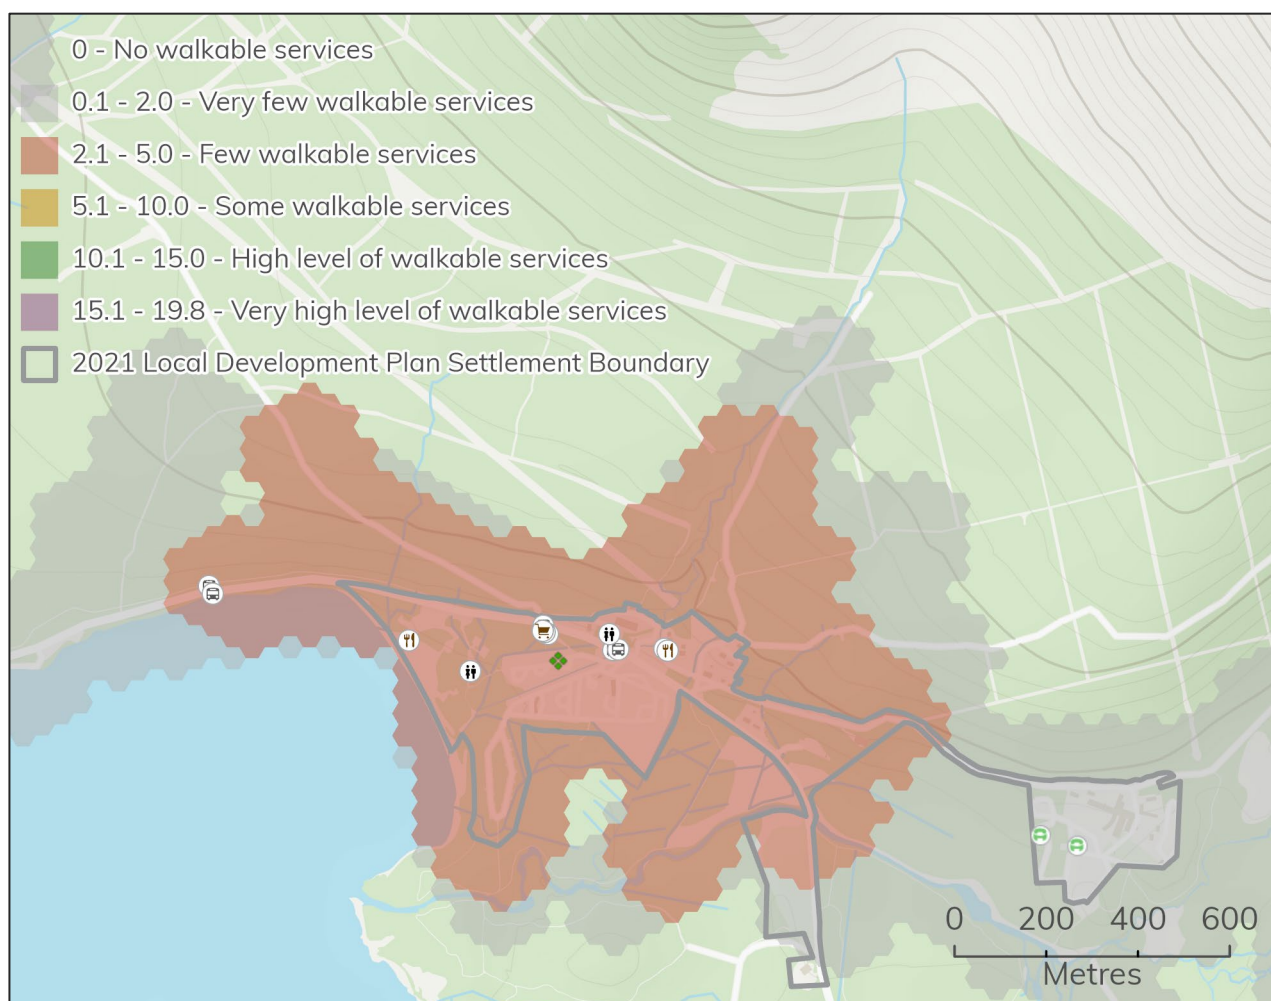 0 - No walkable services
0.1 - 2.0 - Very few walkable services
2.1 - 5.0 - Few walkable services
5.1 - 10.0 - Some walkable services
10.1 - 15.0 - High level of walkable services
15.1 - 19.8 - Very high level of walkable services
2021 Local Development Plan Settlement Boundary
0 200 400 600
Metres